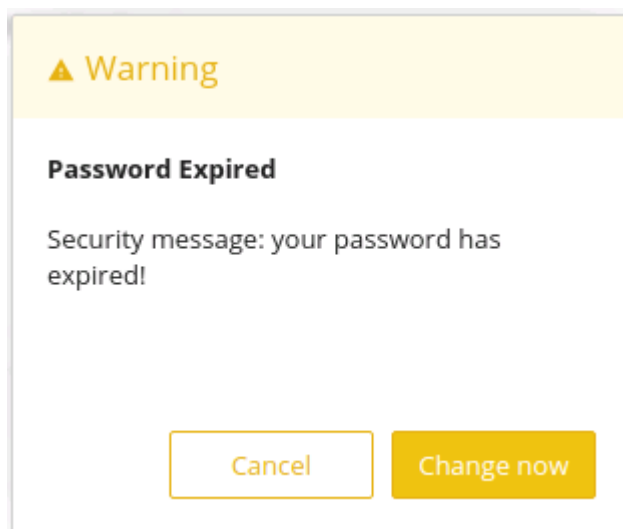 Warning
Password Expired
Security message: your password has
expired!
Cancel
Change now